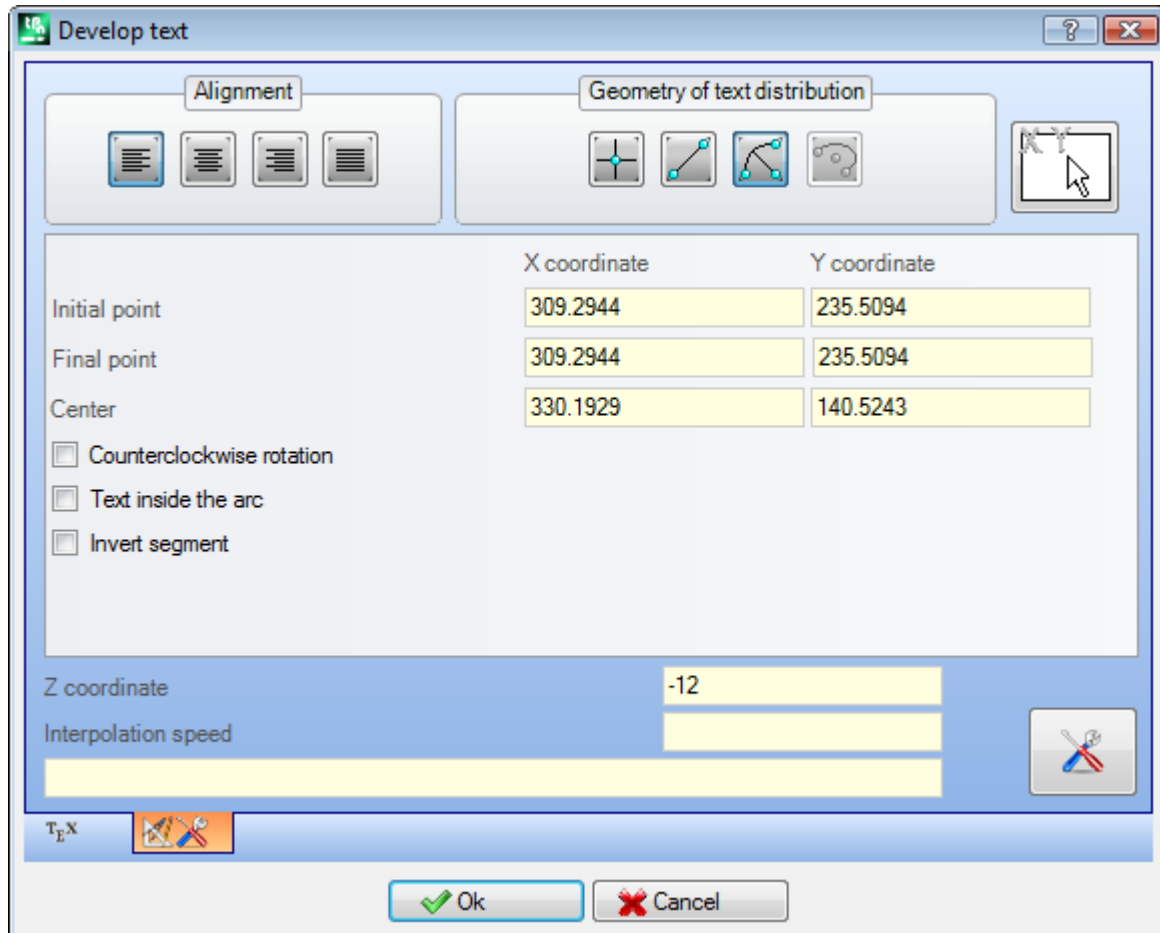 Develop text
Alignment Geometry of text distribution
X Y
X coordinate Y coordinate
Initial point 309.2944 235.5094
Final point 309.2944 235.5094
Center 330.1929 140.5243
Counterclockwise rotation
Text inside the arc
Invert segment
Z coordinate -12
Interpolation speed
TEX
Ok Cancel